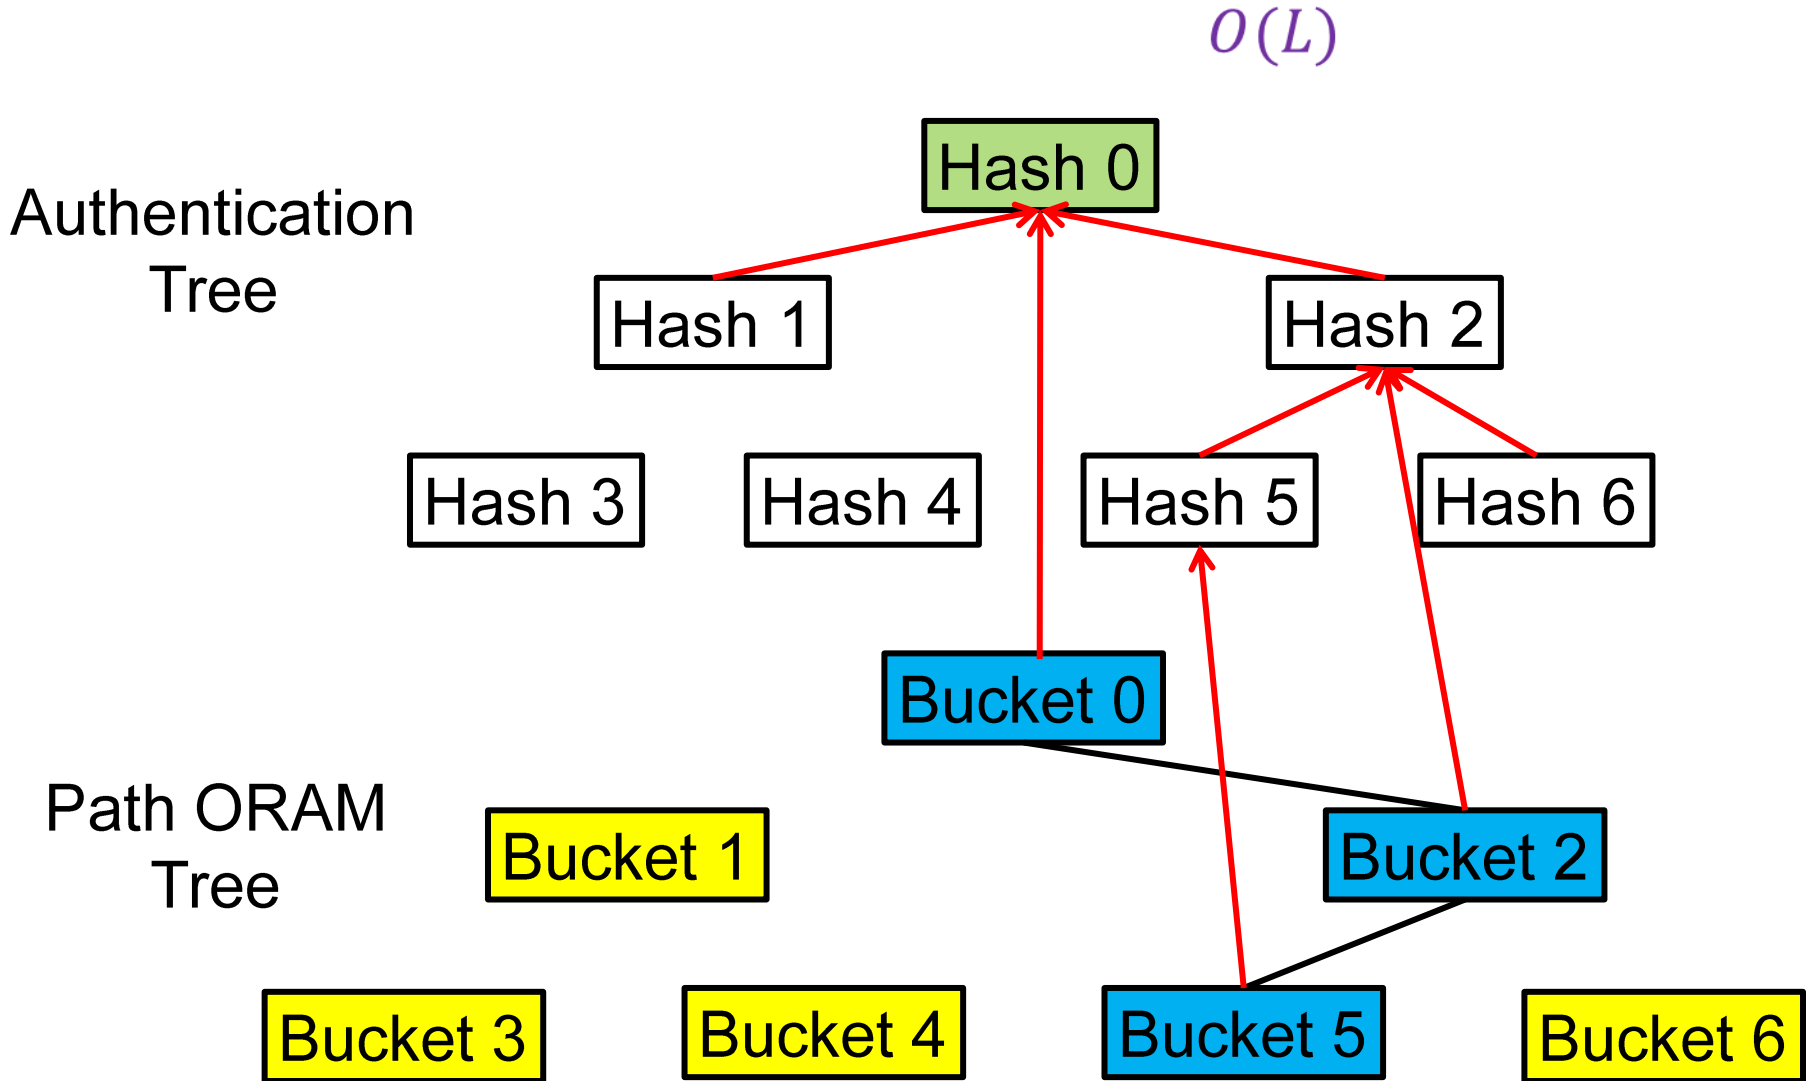 O(L)
Hash 0
Authentication
Tree
Hash 1
Hash 2
Hash 3
Hash 4
Hash 5
Hash 6
Bucket 0
Path ORAM
Tree
Bucket 1
Bucket 2
Bucket 3
Bucket 4
Bucket 5
Bucket 6